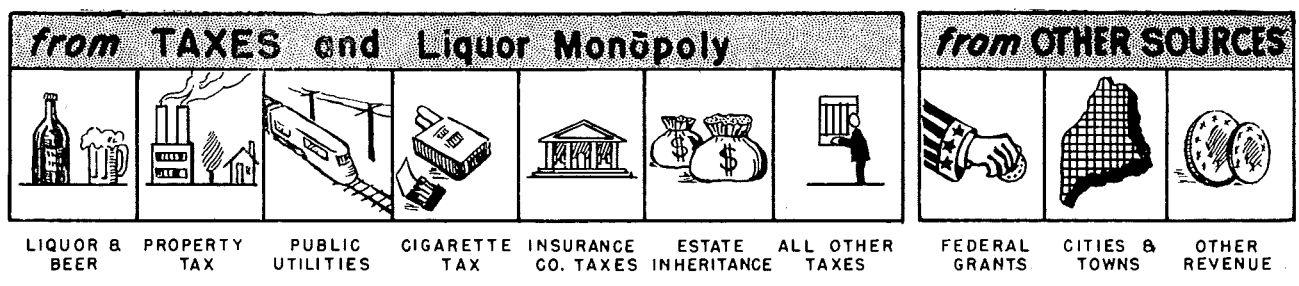 from TAXES and Liquor Monopoly
from OTHER SOURCES
$ $
LIQUOR & BEER
PROPERTY TAX
PUBLIC UTILITIES
CIGARETTE TAX
INSURANCE CO. TAXES
ESTATE INHERITANCE
ALL OTHER TAXES
FEDERAL GRANTS
CITIES & TOWNS
OTHER REVENUE